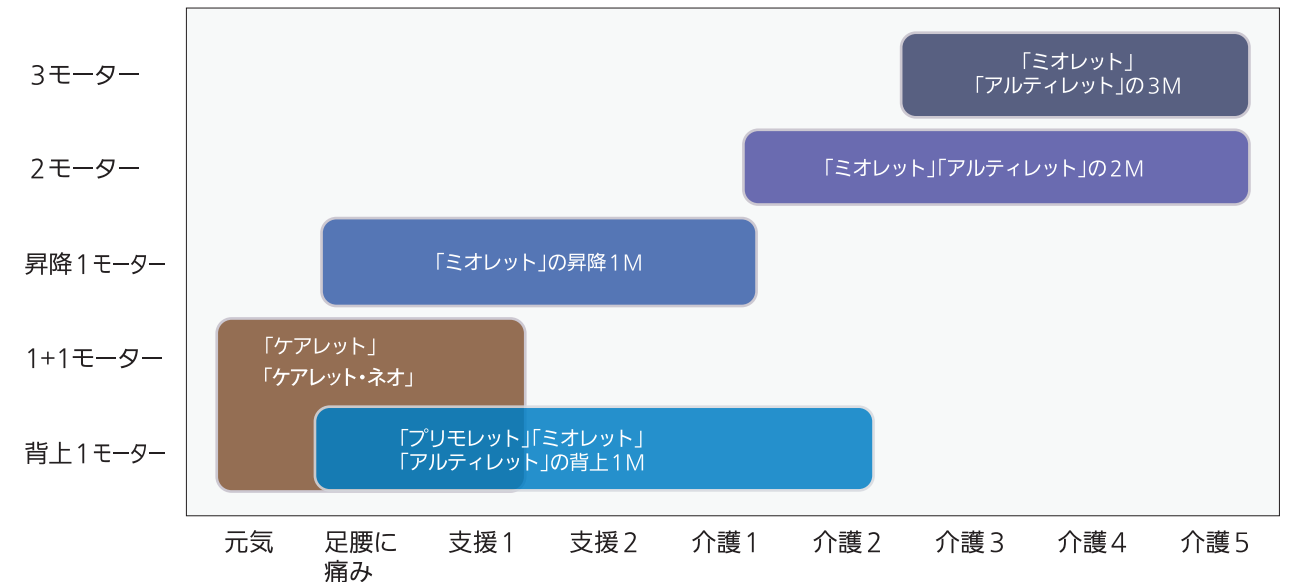 3モーター
「ミオレット」
「アルティレット」の3M
2モーター
「ミオレット」「アルティレット」の2M
昇降1モーター
「ミオレット」の昇降1M
1+1モーター
「ケアレット」
「ケアレット・ネオ」
背上1モーター
「プリモレット」「ミオレット」
「アルティレット」の背上1M
元気
足腰に
痛み
支援1
支援2
介護1
介護2
介護3
介護4
介護5